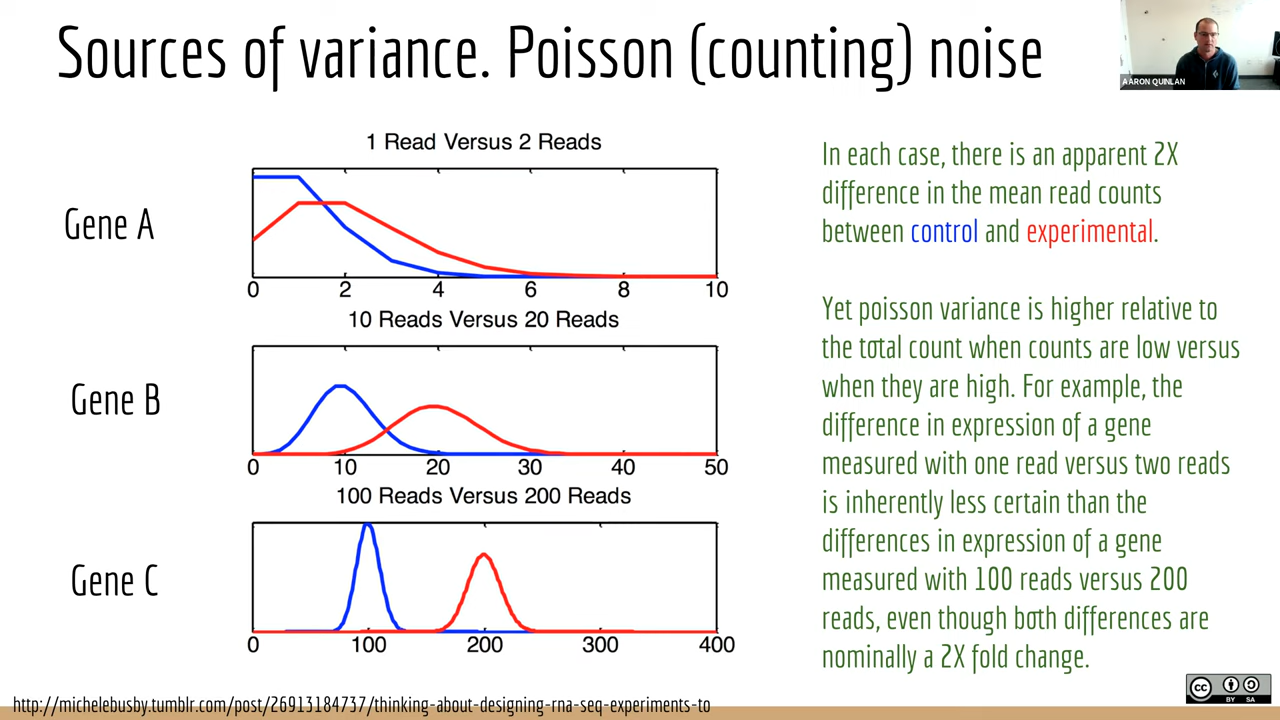 Sources of variance. Poisson (counting) noise
AARON QUINLAN
1 Read Versus 2 Reads
Gene A
0 2 4 6 8 10
10 Reads Versus 20 Reads
Gene B
0 10 20 30 40 50
100 Reads Versus 200 Reads
Gene C
0 100 200 300 400
In each case, there is an apparent 2X
difference in the mean read counts
between control and experimental.
Yet poisson variance is higher relative to
the total count when counts are low versus
when they are high. For example, the
difference in expression of a gene
measured with one read versus two reads
is inherently less certain than the
differences in expression of a gene
measured with 100 reads versus 200
reads, even though both differences are
nominally a 2X fold change.
http://michelebusby.tumblr.com/post/26913184737/thinking-about-designing-rna-seq-experiments-to
cc BY SA